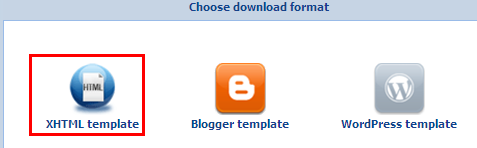 Choose download format
HTML
XHTML template
Blogger template
WordPress template